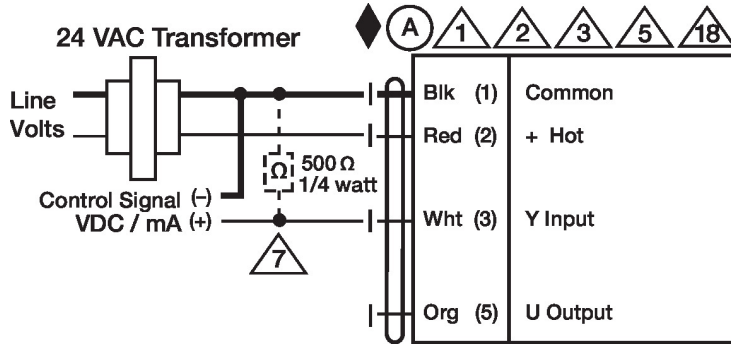 24 VAC Transformer
A 1 2 3 5 18
Line
Volts
Blk (1) Common
Red (2) + Hot
Ω 500 Ω
1/4 watt
Control Signal (–)
VDC / mA (+)
Wht (3) Y Input
7
Org (5) U Output